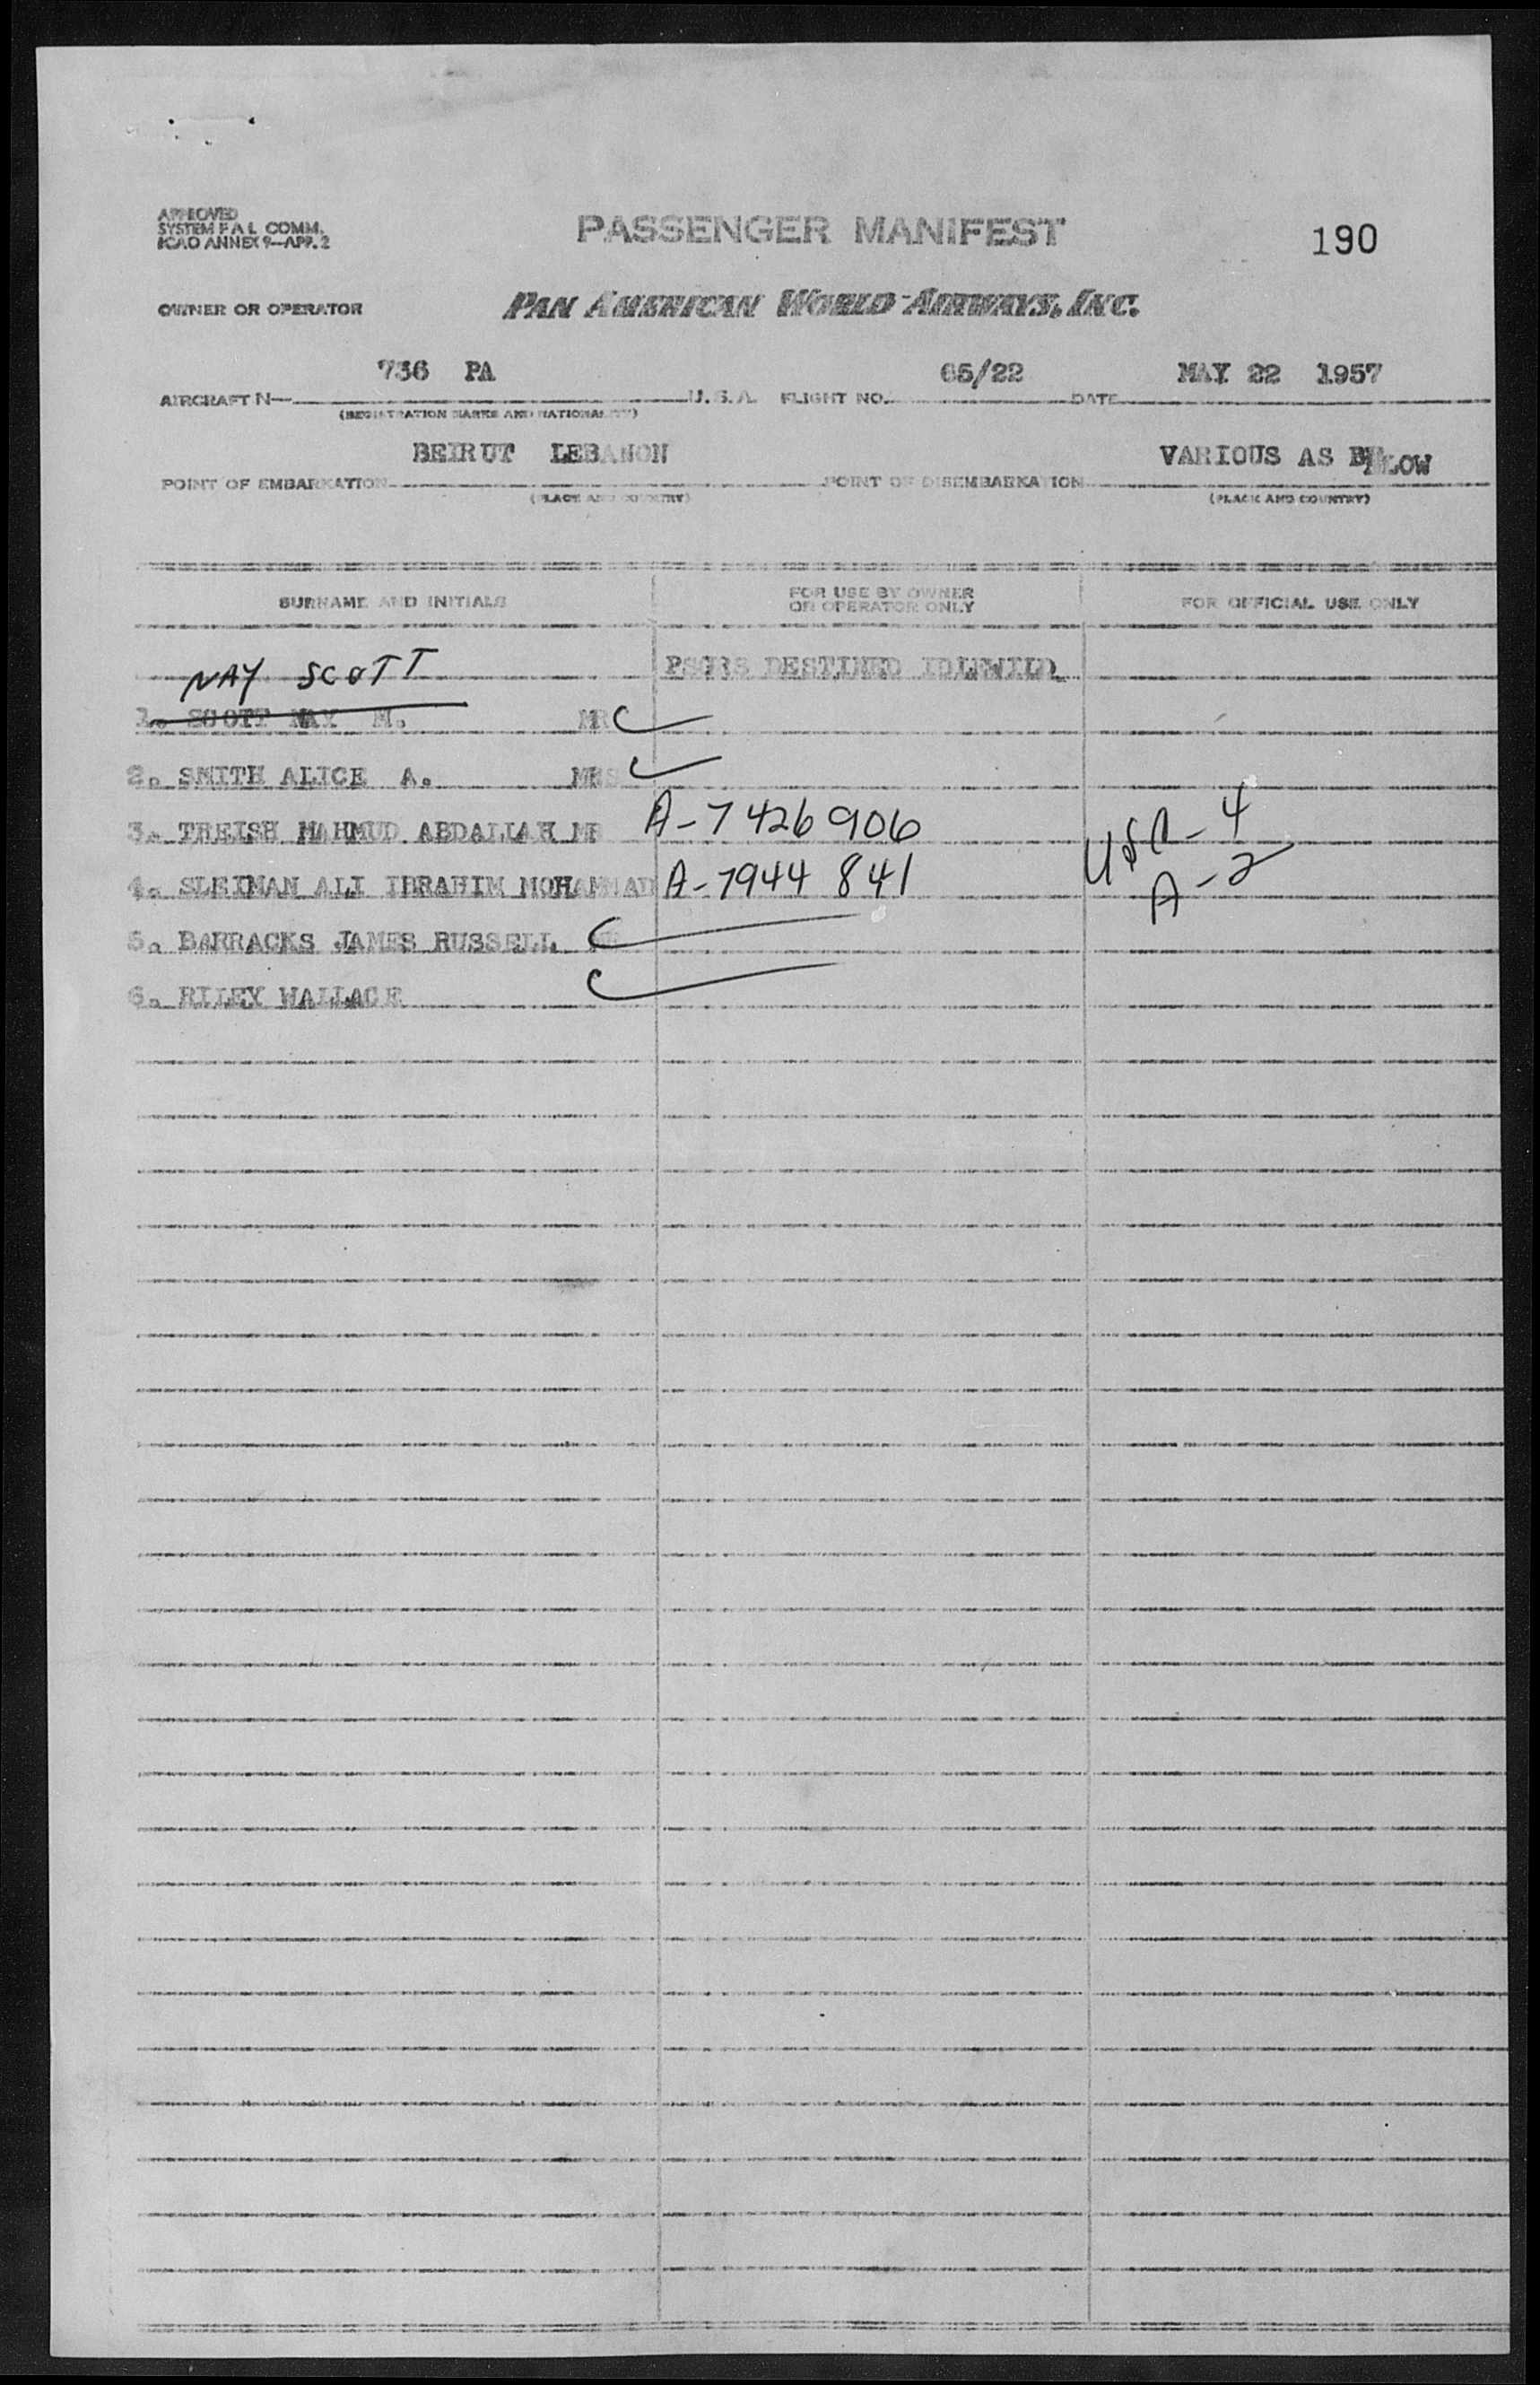 APPROVED
SYSTEM F A L COMM.
ICAO ANNEX 9—APP. 2
PASSENGER MANIFEST
190
OWNER OR OPERATOR
PAN AMERICAN WORLD AIRWAYS, INC.
736 PA 65/22 MAY 22 1957
AIRCRAFT N— U.S.A. FLIGHT NO. DATE
(REGISTRATION MARKS AND NATIONALITY)
BEIRUT LEBANON VARIOUS AS BELOW
POINT OF EMBARKATION POINT OF DISEMBARKATION
(PLACE AND COUNTRY) (PLACE AND COUNTRY)
SURNAME AND INITIALS FOR USE BY OWNER OR OPERATOR ONLY FOR OFFICIAL USE ONLY
NAY SCOTT PSGRS DESTINED IDLEWILD
1. SCOTT NAY M. MR
2. SMITH ALICE A. MRS
3. THEISH MAHMUD ABDALLAH MR A-7426906
4. SLEIMAN ALI IBRAHIM MOHAMMAD A-7944 841
USC-4
A-2
5. BARRACKS JAMES RUSSELL MR
6. RILEY WALLACE